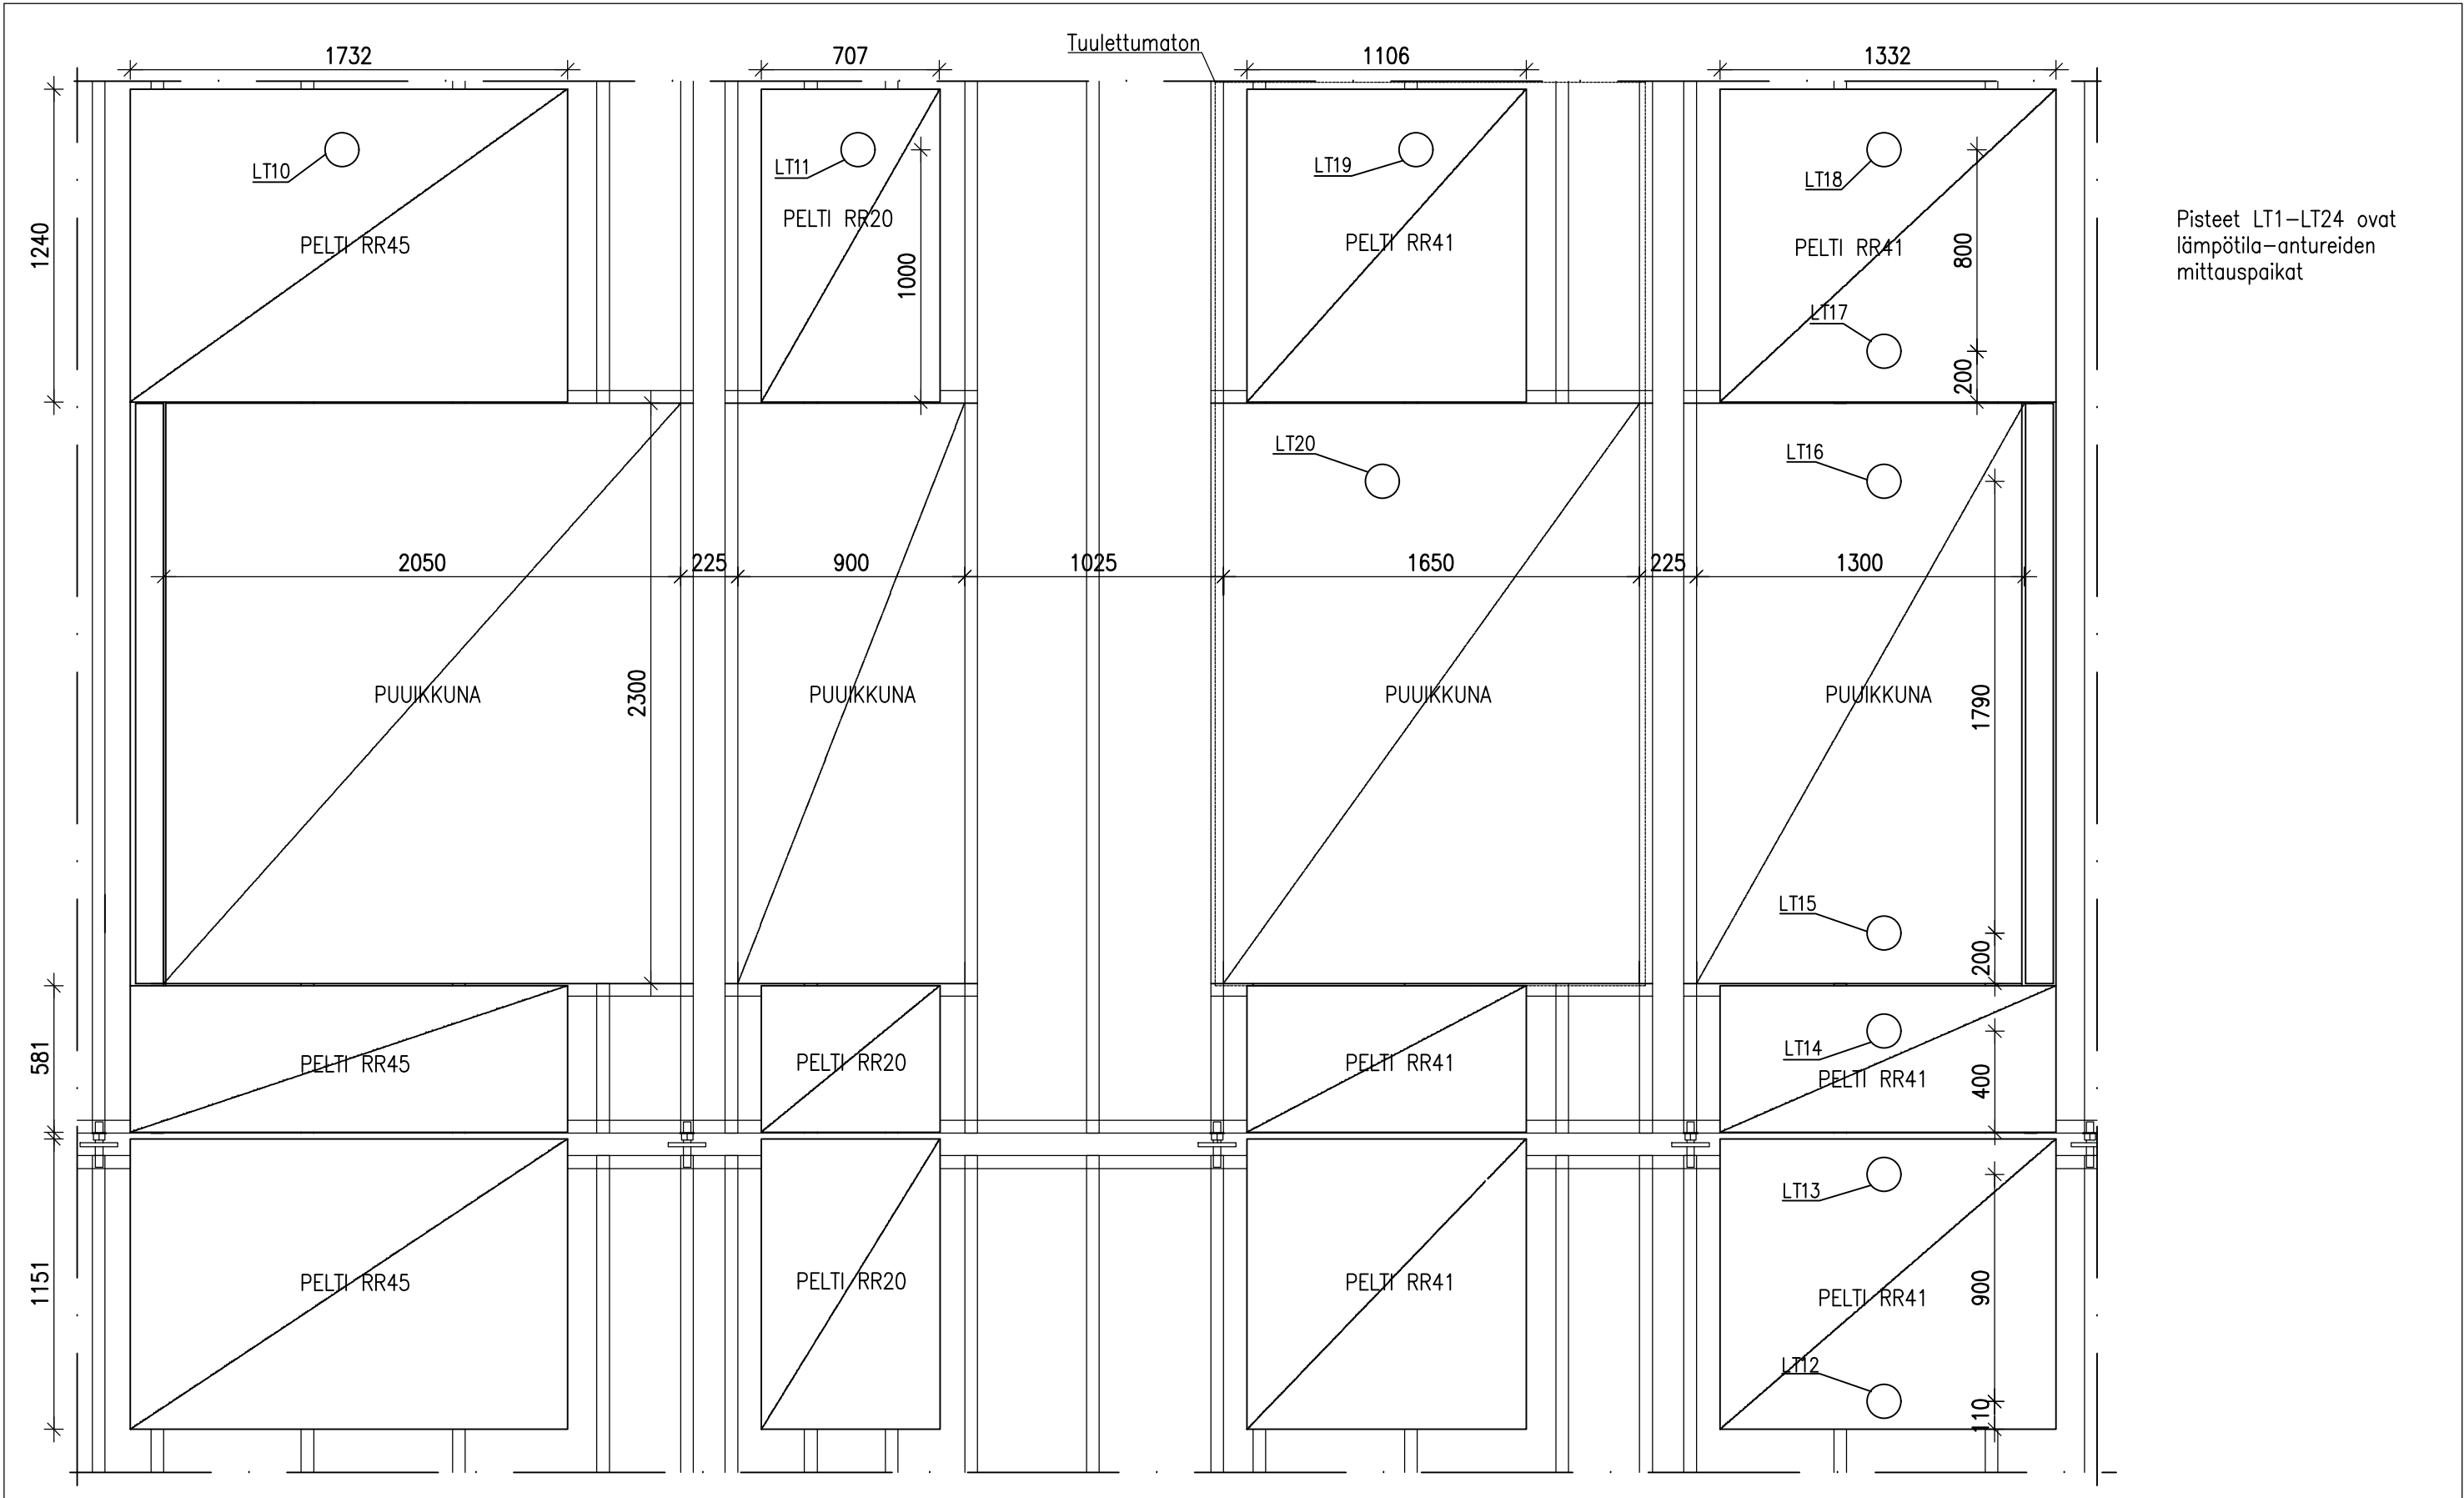 Tuulettumaton
1732
707
1106
1332
LT10
LT11
LT19
LT18
1240
PELTI RR45
PELTI RR20
1000
PELTI RR41
PELTI RR41
800
LT17
200
Pisteet LT1-LT24 ovat
lämpötila-antureiden
mittauspaikat
LT20
LT16
2050
225
900
1025
1650
225
1300
PUUIKKUNA
2300
PUUIKKUNA
PUUIKKUNA
PUUIKKUNA
1790
LT15
200
581
PELTI RR45
PELTI RR20
PELTI RR41
LT14
PELTI RR41
400
LT13
1151
PELTI RR45
PELTI RR20
PELTI RR41
PELTI RR41
900
LT12
110